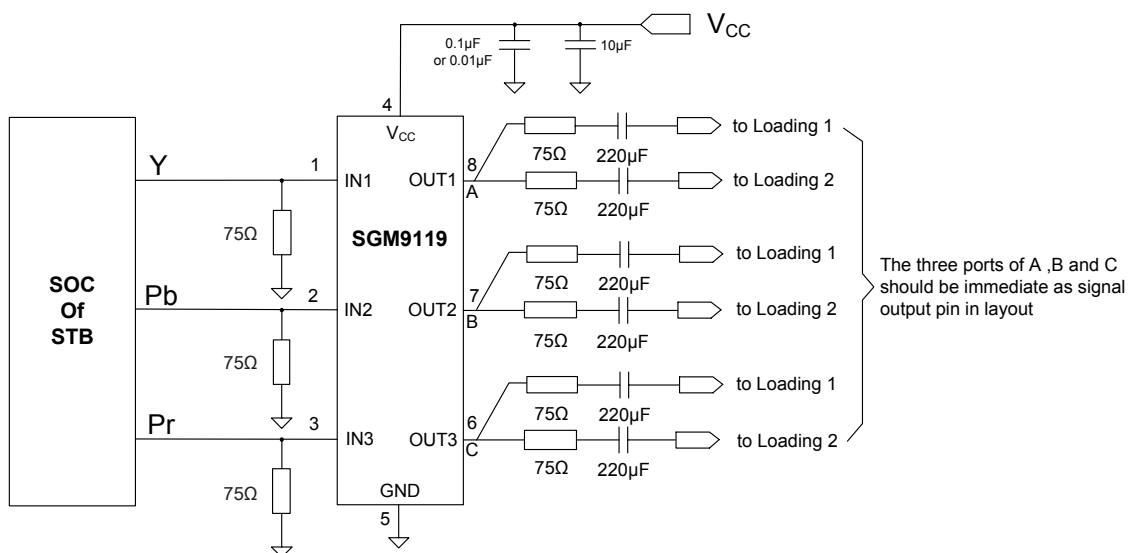 V_CC
0.1µF
or 0.01µF
10µF
4
V_CC
to Loading 1
75Ω
220µF
Y
1
IN1
OUT1
8
A
to Loading 2
75Ω
220µF
75Ω
SGM9119
to Loading 1
75Ω
220µF
SOC
Of
STB
Pb
2
IN2
OUT2
7
B
to Loading 2
75Ω
220µF
The three ports of A ,B and C
should be immediate as signal
output pin in layout
75Ω
to Loading 1
75Ω
220µF
Pr
3
IN3
OUT3
6
C
to Loading 2
75Ω
220µF
75Ω
GND
5